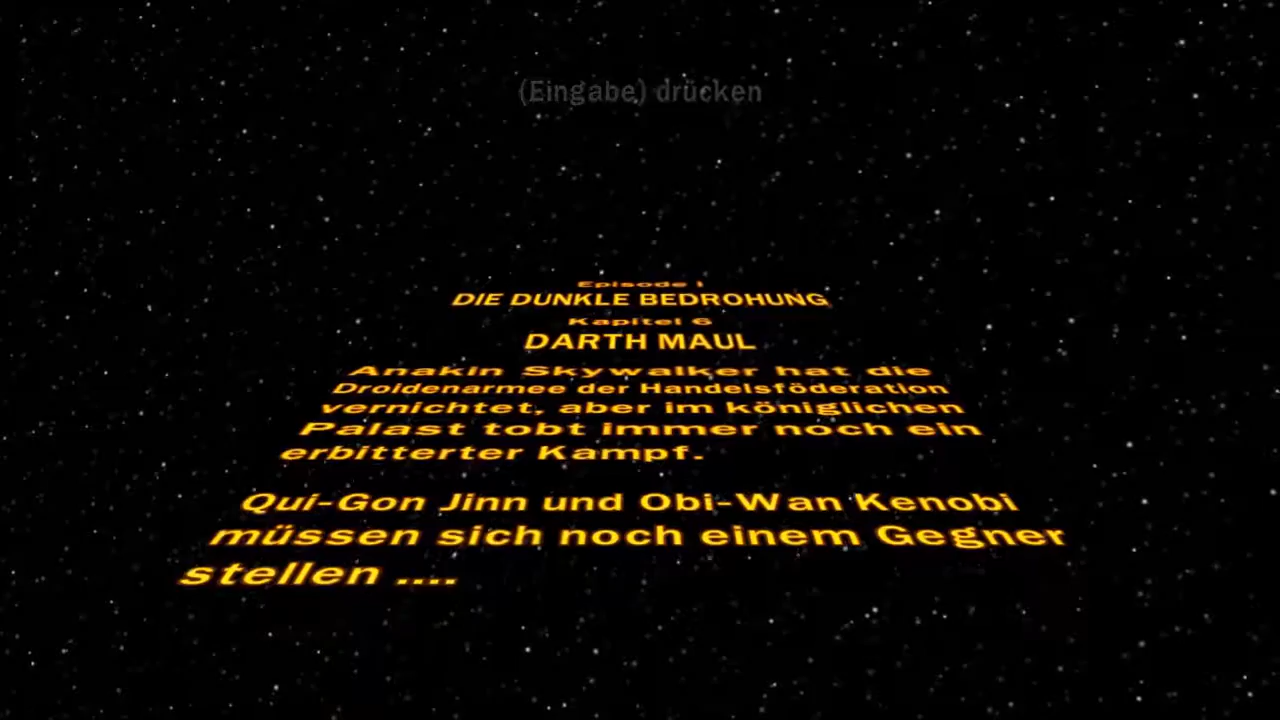 (Eingabe) drücken
Episode I
DIE DUNKLE BEDROHUNG
Kapitel 6
DARTH MAUL
Anakin Skywalker hat die
Droidenarmee der Handelsföderation
vernichtet, aber im königlichen
Palast tobt immer noch ein
erbitterter Kampf.
Qui-Gon Jinn und Obi-Wan Kenobi
müssen sich noch einem Gegner
stellen ....